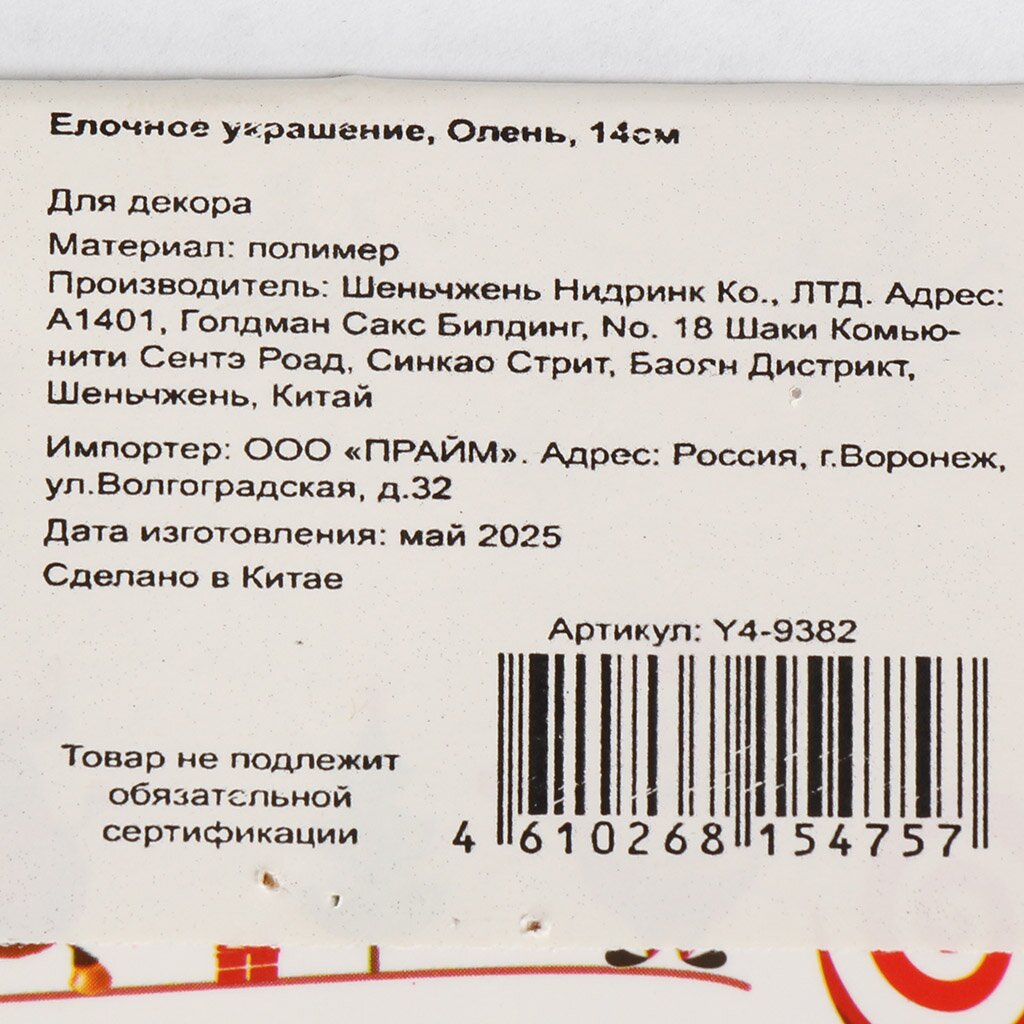 Елочное украшение, Олень, 14см
Для декора
Материал: полимер
Производитель: Шеньчжень Нидринк Ко., ЛТД. Адрес:
А1401, Голдман Сакс Билдинг, No. 18 Шаки Комью-
нити Сентэ Роад, Синкао Стрит, Баоян Дистрикт,
Шеньчжень, Китай
Импортер: ООО «ПРАЙМ». Адрес: Россия, г.Воронеж,
ул.Волгоградская, д.32
Дата изготовления: май 2025
Сделано в Китае
Артикул: Y4-9382
Товар не подлежит
обязательной
сертификации
4 610268 154757